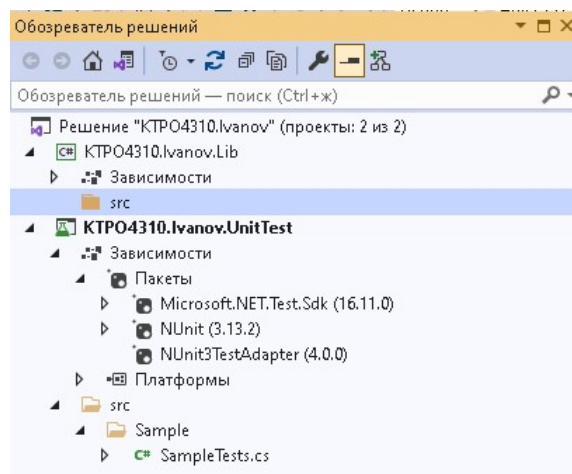 Обозреватель решений
Обозреватель решений — поиск (Ctrl+ж)
Решение "KTPO4310.Ivanov" (проекты: 2 из 2)
C# KTPO4310.Ivanov.Lib
Зависимости
src
KTPO4310.Ivanov.UnitTest
Зависимости
Пакеты
Microsoft.NET.Test.Sdk (16.11.0)
NUnit (3.13.2)
NUnit3TestAdapter (4.0.0)
Платформы
src
Sample
C# SampleTests.cs